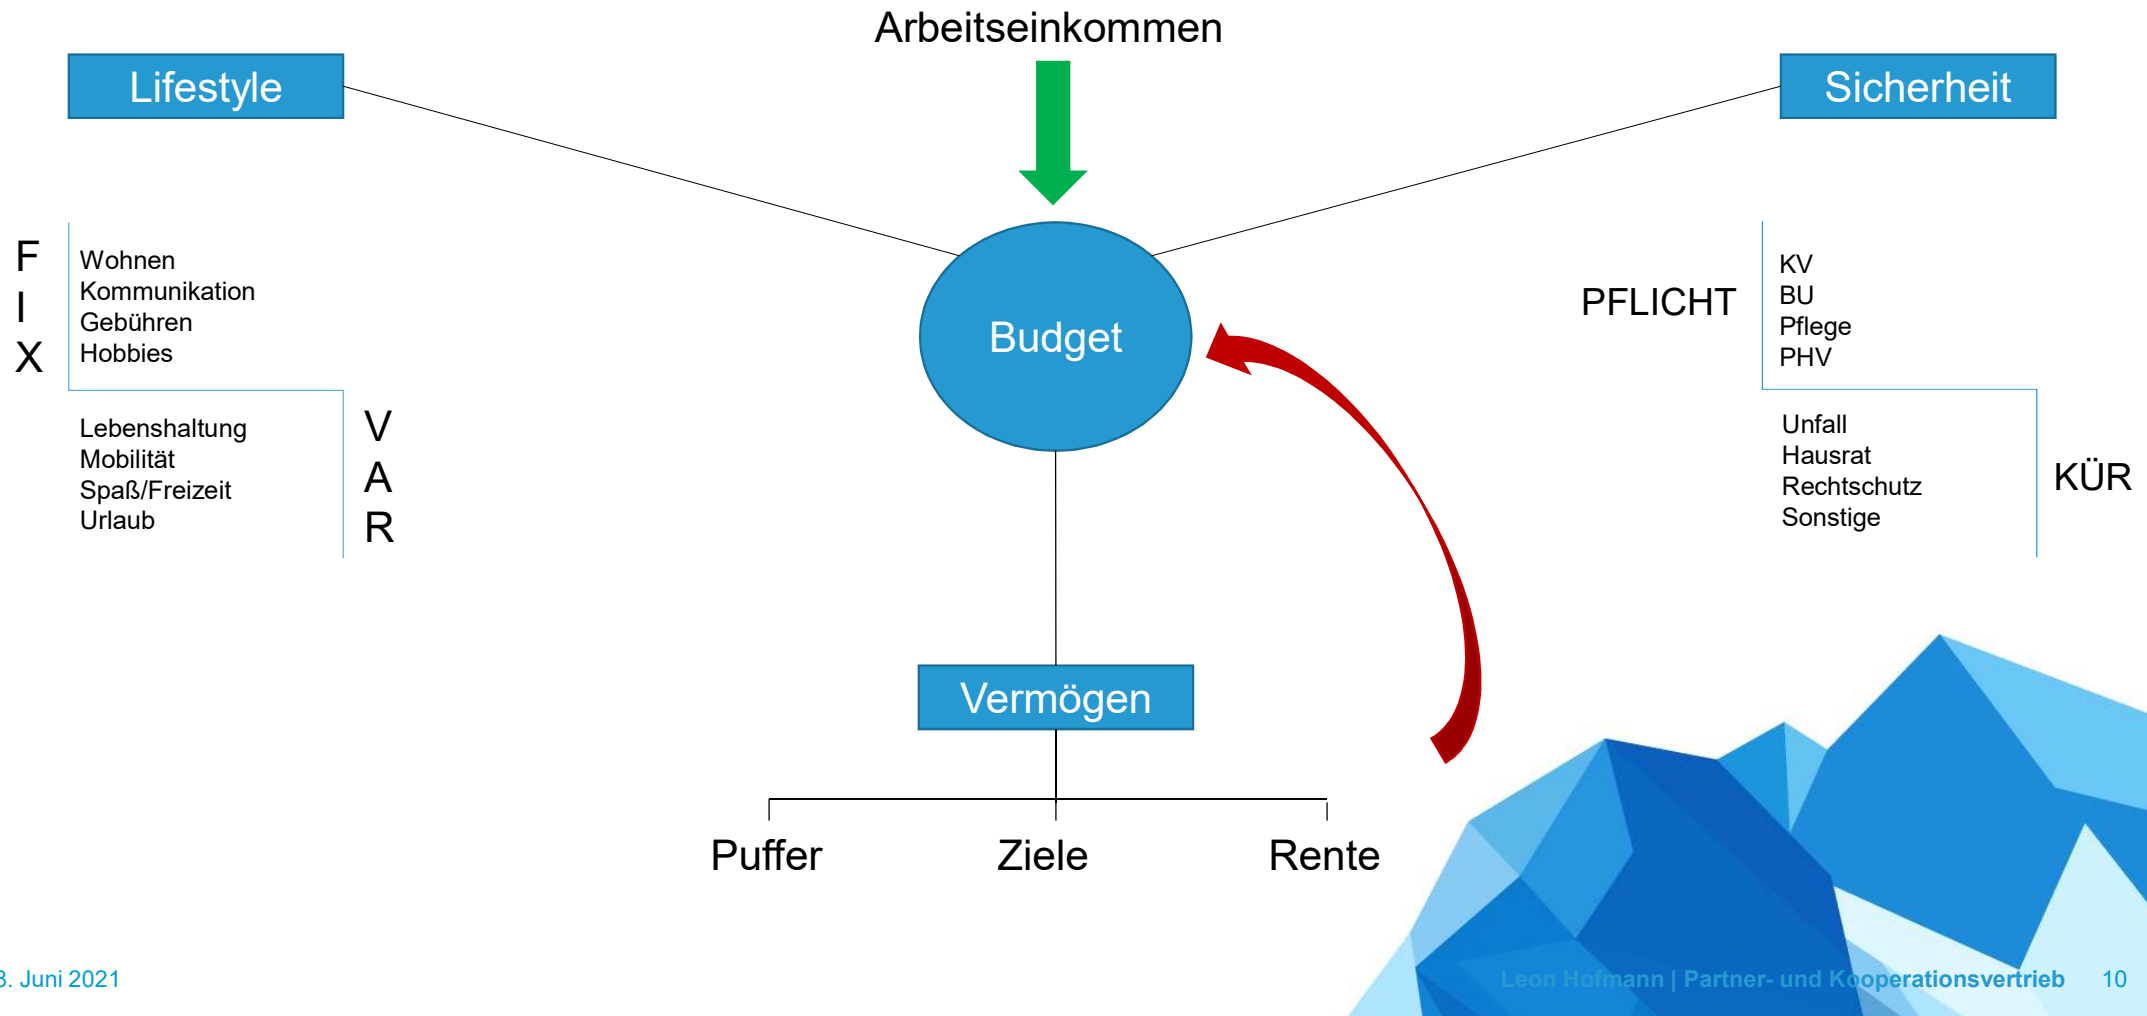 Arbeitseinkommen
Lifestyle
Sicherheit
F
I
X
Wohnen
Kommunikation
Gebühren
Hobbies
Lebenshaltung
Mobilität
Spaß/Freizeit
Urlaub
V
A
R
Budget
PFLICHT
KV
BU
Pflege
PHV
Unfall
Hausrat
Rechtschutz
Sonstige
KÜR
Vermögen
Puffer
Ziele
Rente
. Juni 2021
Leon Hofmann | Partner- und Kooperationsvertrieb 10